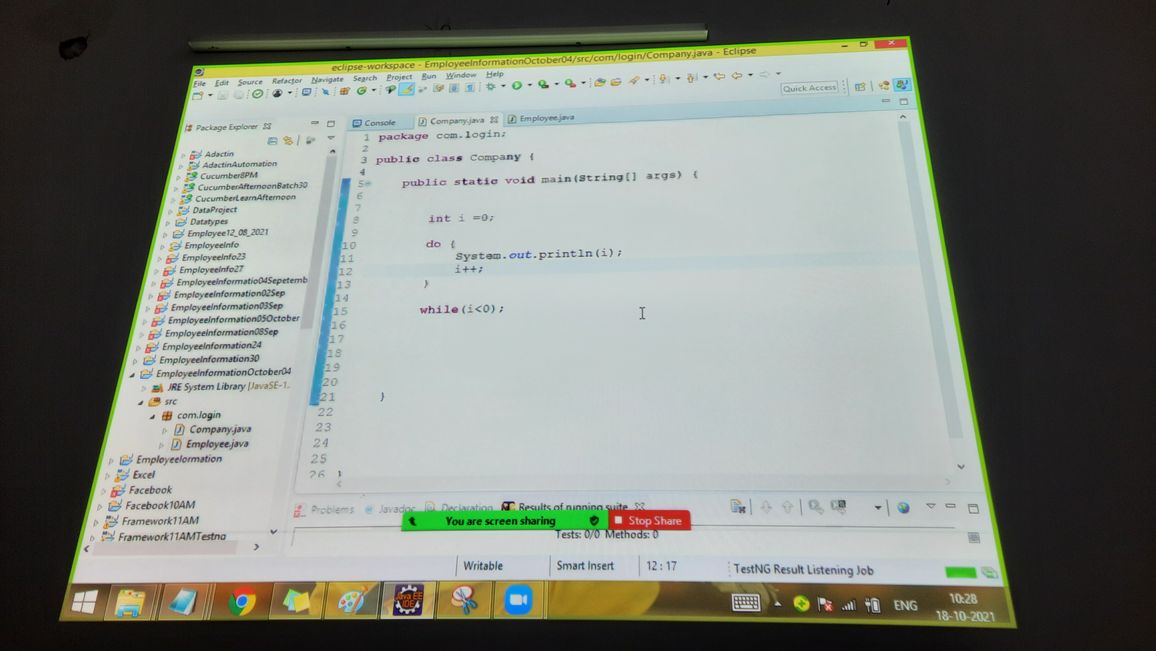 eclipse-workspace - EmployeeInformationOctober04/src/com/login/Company.java - Eclipse
File Edit Source Refactor Navigate Search Project Run Window Help
Quick Access
Package Explorer
Adactin
AdactinAutomation
Cucumber8PM
CucumberAfternoonBatch30
CucumberLearnAfternoon
DataProject
Datatypes
Employee12_08_2021
EmployeeInfo
EmployeeInfo23
EmployeeInfo27
EmployeeInformatio04Sepetemb
EmployeeInformation02Sep
EmployeeInformation03Sep
EmployeeInformation05October
EmployeeInformation08Sep
EmployeeInformation24
EmployeeInformation30
EmployeeInformationOctober04
JRE System Library [JavaSE-1..
src
com.login
Company.java
Employee.java
EmployeeIormation
Excel
Facebook
Facebook10AM
Framework11AM
Framework11AMTestng
Console Company.java Employee.java
1 package com.login;
2
3 public class Company {
4
5 public static void main(String[] args) {
6
7
8 int i =0;
9
10 do {
11 System.out.println(i);
12 i++;
13 }
14
15 while(i<0);
16
17
18
19
20
21 }
22
23
24
25
26 }
Problems Javadoc Declaration Results of running suite
You are screen sharing Stop Share
Tests: 0/0 Methods: 0
Writable Smart Insert 12 : 17 TestNG Result Listening Job
Java EE
IDE
ENG
10:28
18-10-2021